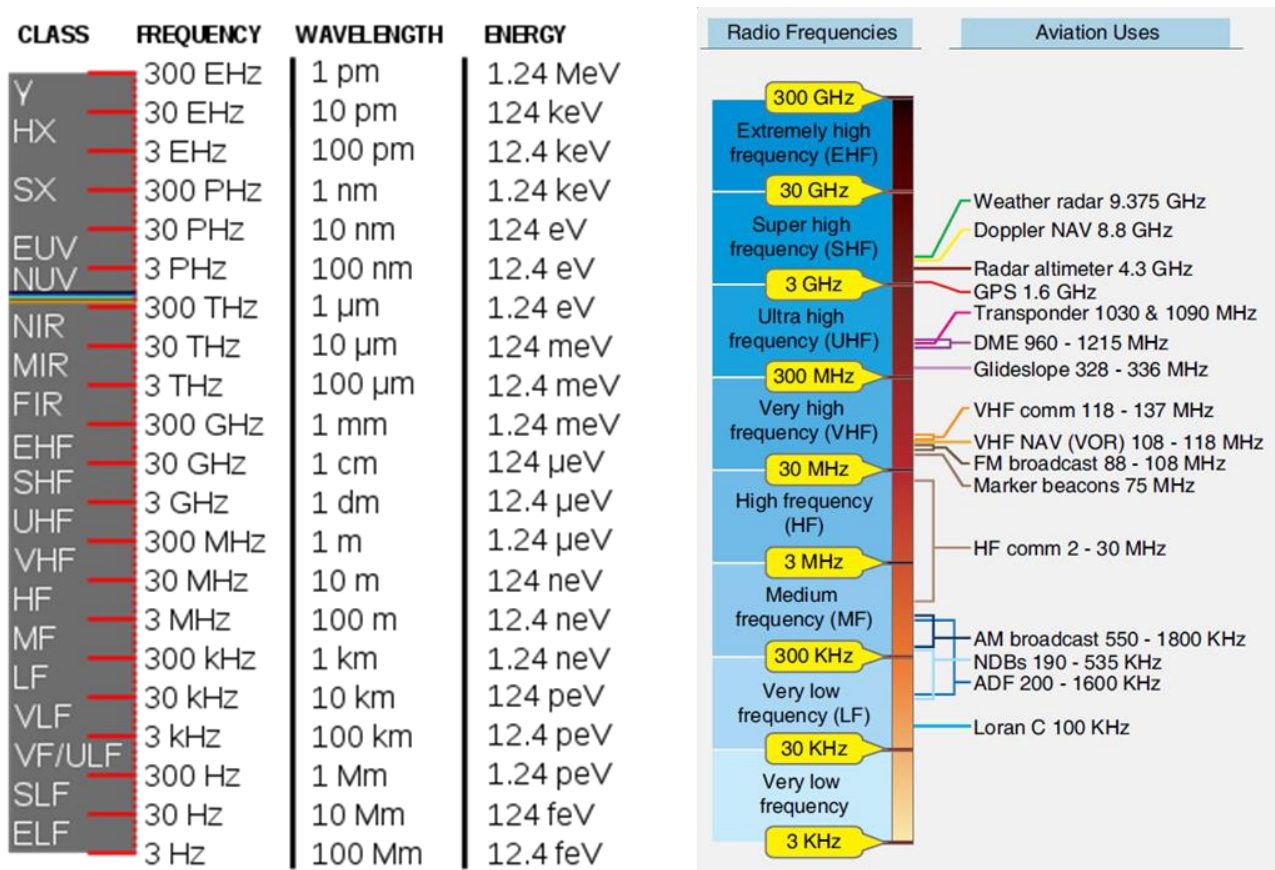 CLASS FREQUENCY WAVELENGTH ENERGY
300 EHz 1 pm 1.24 MeV
Y
30 EHz 10 pm 124 keV
HX
3 EHz 100 pm 12.4 keV
SX 300 PHz 1 nm 1.24 keV
30 PHz 10 nm 124 eV
EUV
3 PHz 100 nm 12.4 eV
NUV
300 THz 1 µm 1.24 eV
NIR
30 THz 10 µm 124 meV
MIR
3 THz 100 µm 12.4 meV
FIR
300 GHz 1 mm 1.24 meV
EHF
30 GHz 1 cm 124 µeV
SHF
3 GHz 1 dm 12.4 µeV
UHF
300 MHz 1 m 1.24 µeV
VHF
30 MHz 10 m 124 neV
HF
3 MHz 100 m 12.4 neV
MF
300 kHz 1 km 1.24 neV
LF
30 kHz 10 km 124 peV
VLF
3 kHz 100 km 12.4 peV
VF/ULF
300 Hz 1 Mm 1.24 peV
SLF
30 Hz 10 Mm 124 feV
ELF
3 Hz 100 Mm 12.4 feV
Radio Frequencies
300 GHz
Extremely high
frequency (EHF)
30 GHz
Super high
frequency (SHF)
3 GHz
Ultra high
frequency (UHF)
300 MHz
Very high
frequency (VHF)
30 MHz
High frequency
(HF)
3 MHz
Medium
frequency (MF)
300 KHz
Very low
frequency (LF)
30 KHz
Very low
frequency
3 KHz
Aviation Uses
Weather radar 9.375 GHz
Doppler NAV 8.8 GHz
Radar altimeter 4.3 GHz
GPS 1.6 GHz
Transponder 1030 & 1090 MHz
DME 960 - 1215 MHz
Glideslope 328 - 336 MHz
VHF comm 118 - 137 MHz
VHF NAV (VOR) 108 - 118 MHz
FM broadcast 88 - 108 MHz
Marker beacons 75 MHz
HF comm 2 - 30 MHz
AM broadcast 550 - 1800 KHz
NDBs 190 - 535 KHz
ADF 200 - 1600 KHz
Loran C 100 KHz